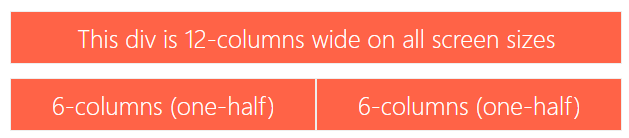 This div is 12-columns wide on all screen sizes
6-columns (one-half)
6-columns (one-half)